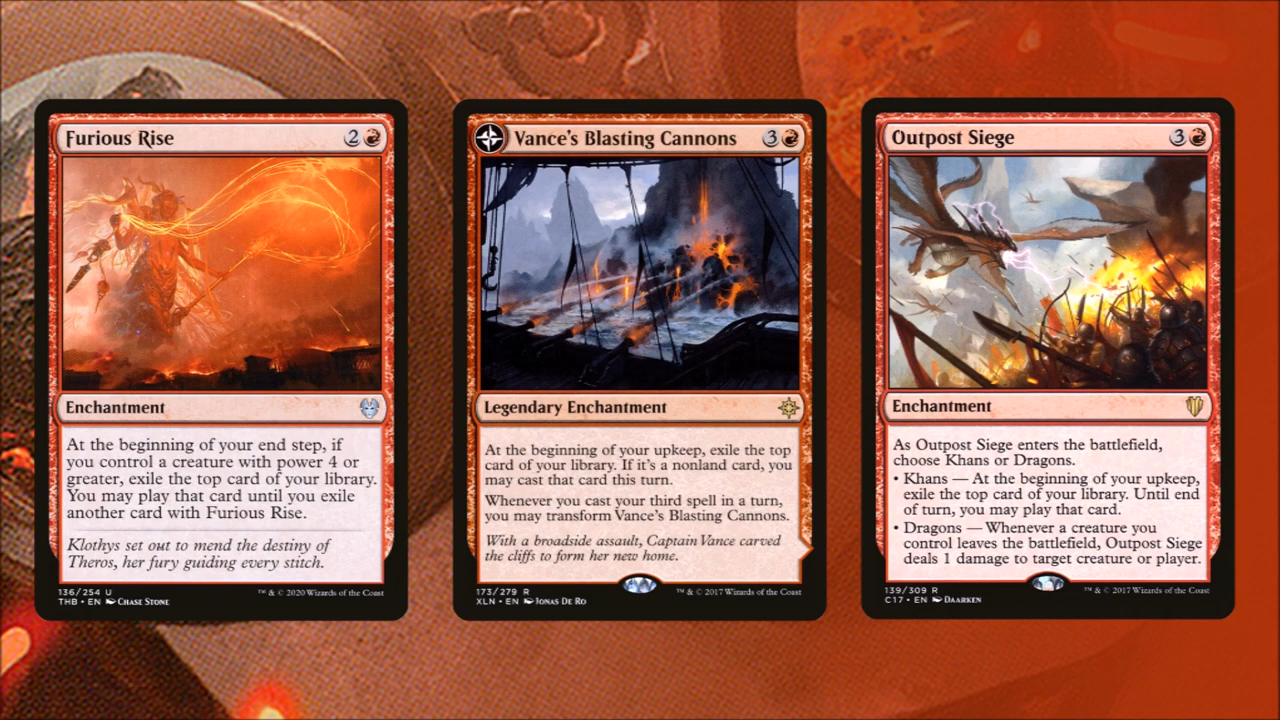 Furious Rise 2
Enchantment
At the beginning of your end step, if
you control a creature with power 4 or
greater, exile the top card of your library.
You may play that card until you exile
another card with Furious Rise.
Klothys set out to mend the destiny of
Theros, her fury guiding every stitch.
136/254 U
THB • EN Chase Stone
™ & © 2020 Wizards of the Coast
Vance's Blasting Cannons 3
Legendary Enchantment
At the beginning of your upkeep, exile the top
card of your library. If it's a nonland card, you
may cast that card this turn.
Whenever you cast your third spell in a turn,
you may transform Vance's Blasting Cannons.
With a broadside assault, Captain Vance carved
the cliffs to form her new home.
173/279 R
XLN • EN Jonas De Ro
™ & © 2017 Wizards of the Coast
Outpost Siege 3
Enchantment
As Outpost Siege enters the battlefield,
choose Khans or Dragons.
• Khans — At the beginning of your upkeep,
exile the top card of your library. Until end
of turn, you may play that card.
• Dragons — Whenever a creature you
control leaves the battlefield, Outpost Siege
deals 1 damage to target creature or player.
139/309 R
C17 • EN Daarken
™ & © 2017 Wizards of the Coast